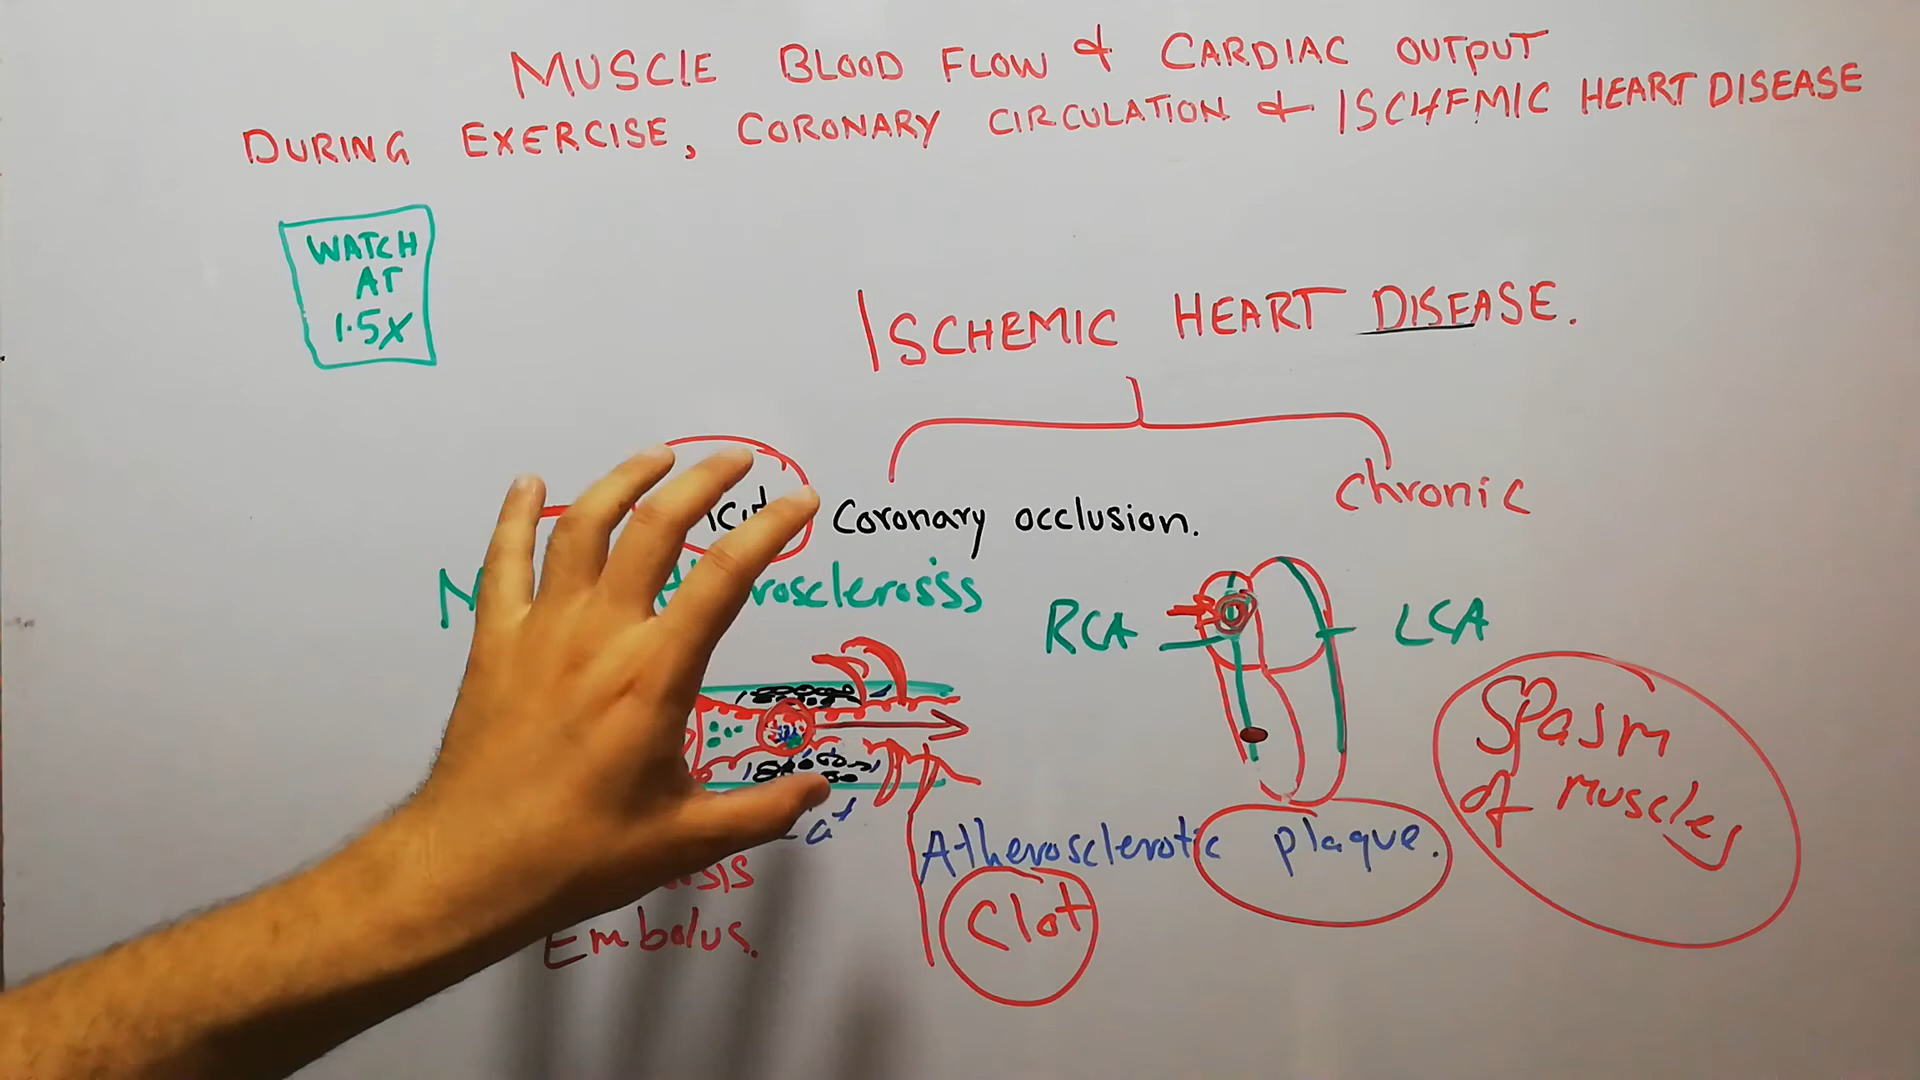 MUSCLE BLOOD FLOW & CARDIAC OUTPUT
DURING EXERCISE, CORONARY CIRCULATION & ISCHEMIC HEART DISEASE
WATCH
AT
1.5X
ISCHEMIC HEART DISEASE.
chronic
Coronary occlusion.
RCA
LCA
Spasm
of muscles
Atherosclerotic plaque.
Clot
Embolus.